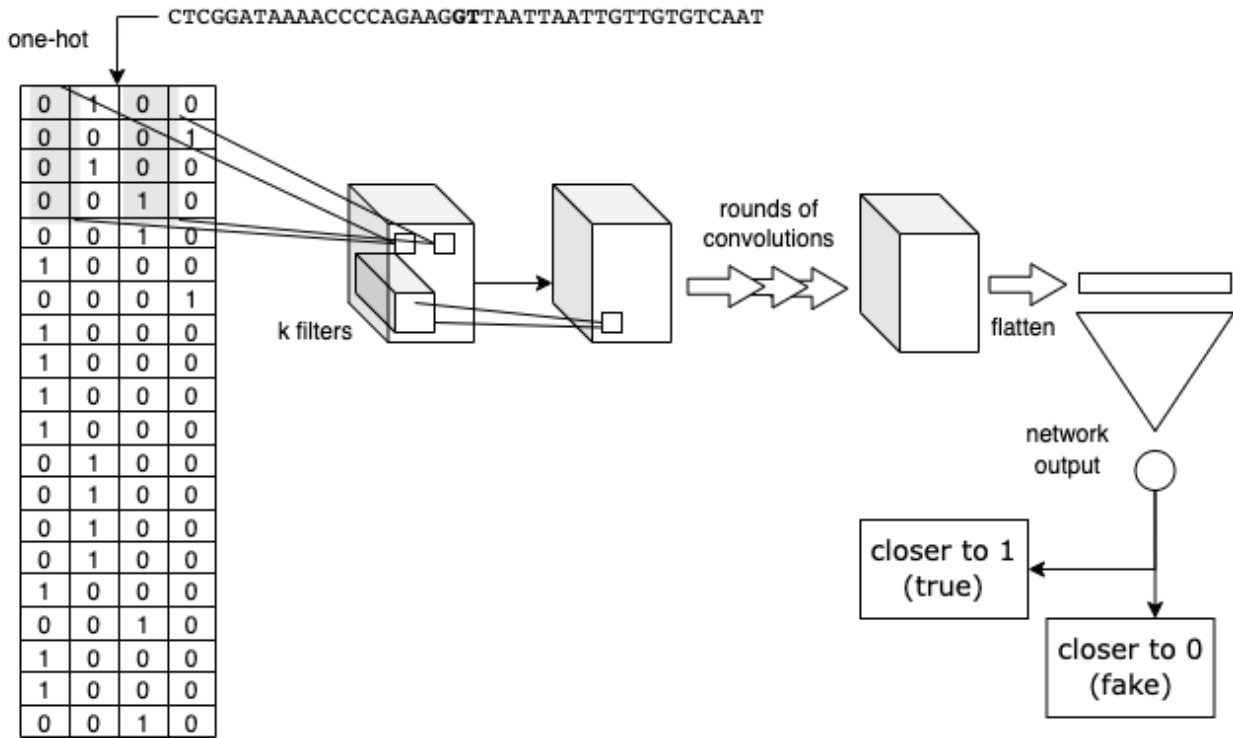 CTCGGATAAAACCCCAGAAGGTTAATTAATTGTTGTGTCAAT
one-hot
0 1 0 0
0 0 0 1
0 1 0 0
0 0 1 0
0 0 1 0
1 0 0 0
0 0 0 1
1 0 0 0
1 0 0 0
1 0 0 0
1 0 0 0
0 1 0 0
0 1 0 0
0 1 0 0
0 1 0 0
1 0 0 0
0 0 1 0
1 0 0 0
1 0 0 0
0 0 1 0
k filters
rounds of
convolutions
flatten
network
output
closer to 1
(true)
closer to 0
(fake)